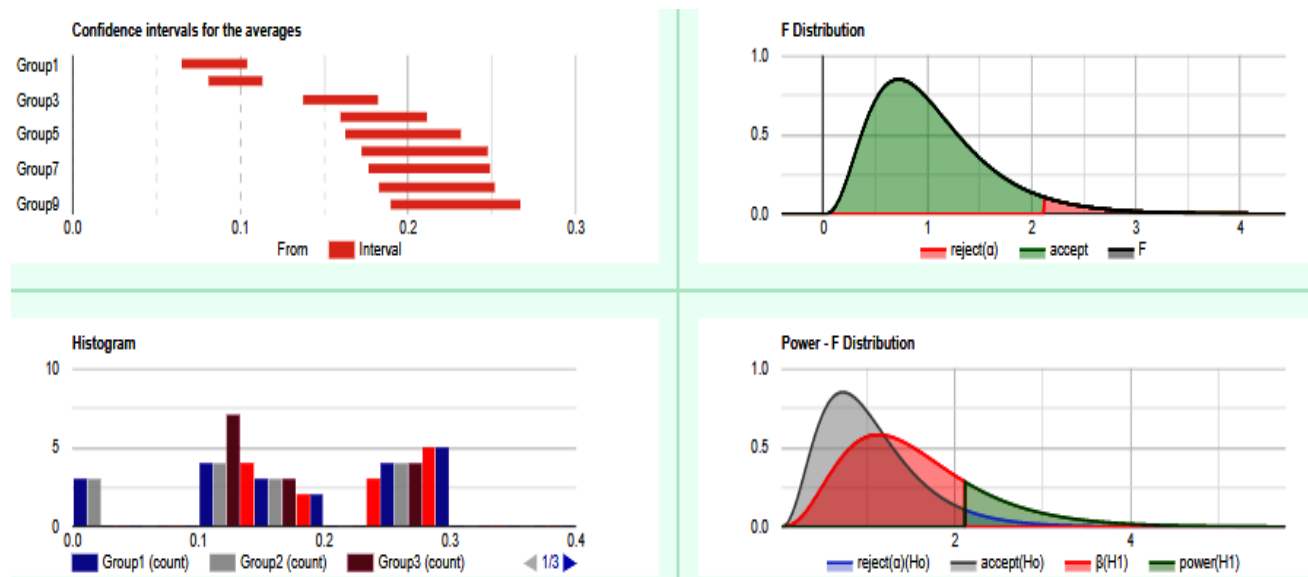 Confidence intervals for the averages
Group1
Group3
Group5
Group7
Group9
0.0 0.1 0.2 0.3
From Interval
F Distribution
1.0
0.5
0.0
0 1 2 3 4
reject(α) accept F
Histogram
10
5
0
0.0 0.1 0.2 0.3 0.4
Group1 (count) Group2 (count) Group3 (count) 1/3
Power - F Distribution
1.0
0.5
0.0
2 4
reject(α)(Ho) accept(Ho) β(H1) power(H1)